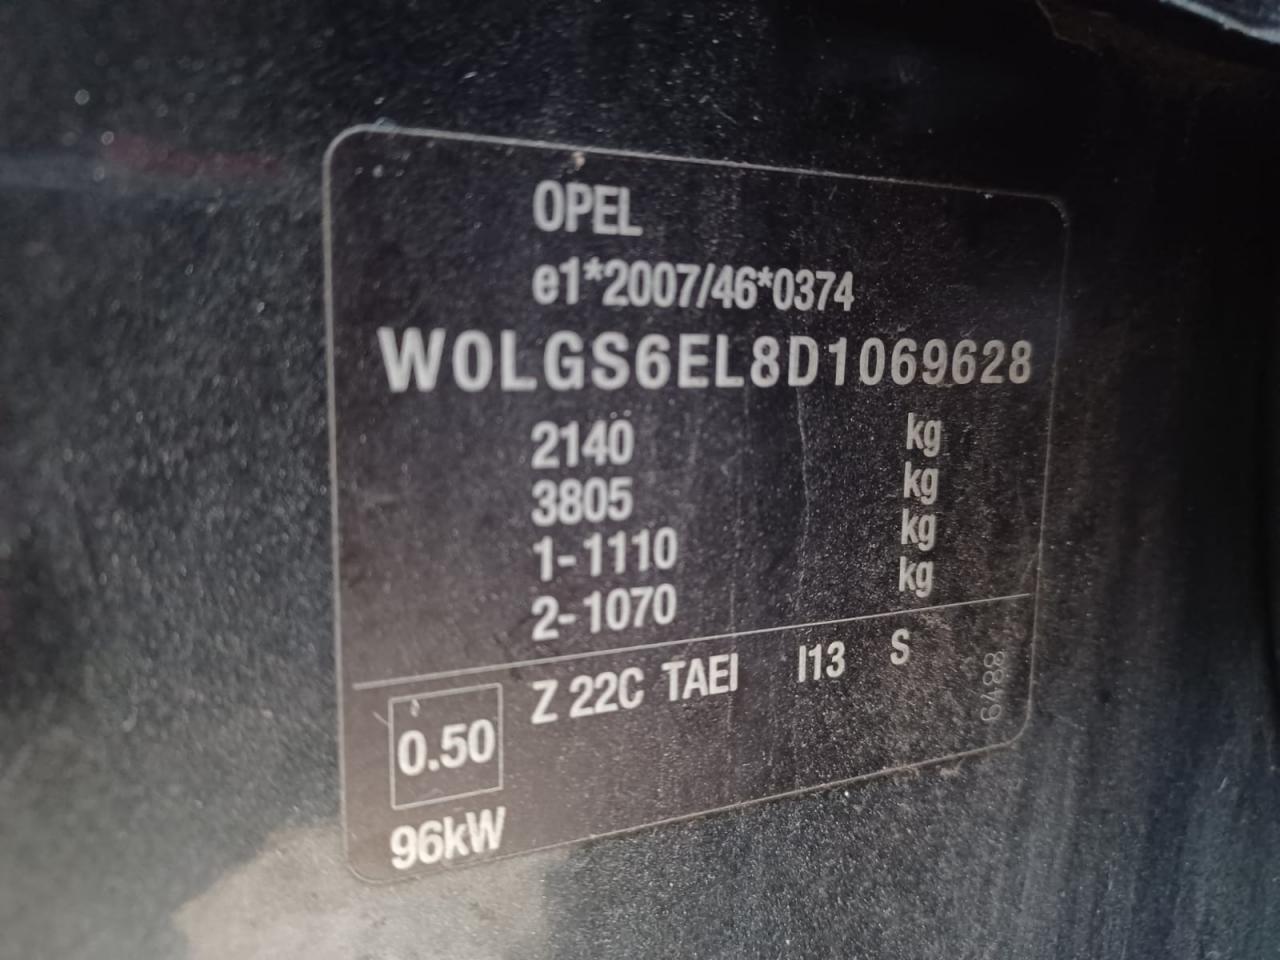 OPEL
e1*2007/46*0374
W0LGS6EL8D1069628
2140 kg
3805 kg
1-1110 kg
2-1070 kg
Z 22C TAEI I13 S
0.50
96kW